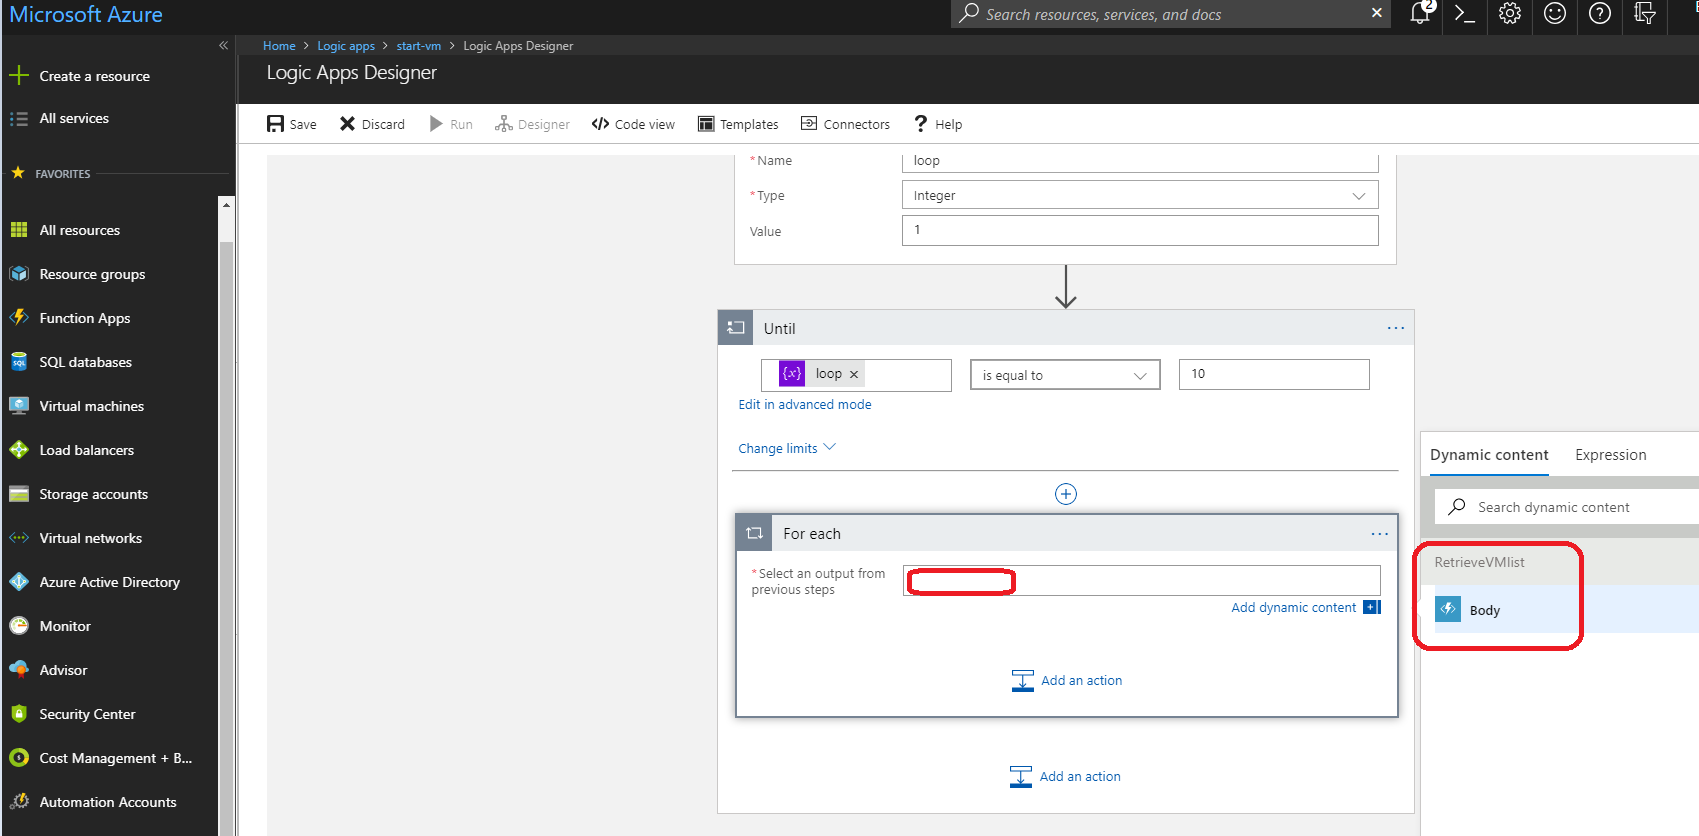 Microsoft Azure
Search resources, services, and docs
2
Home > Logic apps > start-vm > Logic Apps Designer
Logic Apps Designer
Create a resource
All services
FAVORITES
All resources
Resource groups
Function Apps
SQL databases
Virtual machines
Load balancers
Storage accounts
Virtual networks
Azure Active Directory
Monitor
Advisor
Security Center
Cost Management + B...
Automation Accounts
Save
Discard
Run
Designer
Code view
Templates
Connectors
Help
*Name
loop
*Type
Integer
Value
1
Until
...
{x} loop ×
is equal to
10
Edit in advanced mode
Change limits
For each
...
*Select an output from
previous steps
Add dynamic content
Add an action
Add an action
Dynamic content
Expression
Search dynamic content
RetrieveVMlist
Body